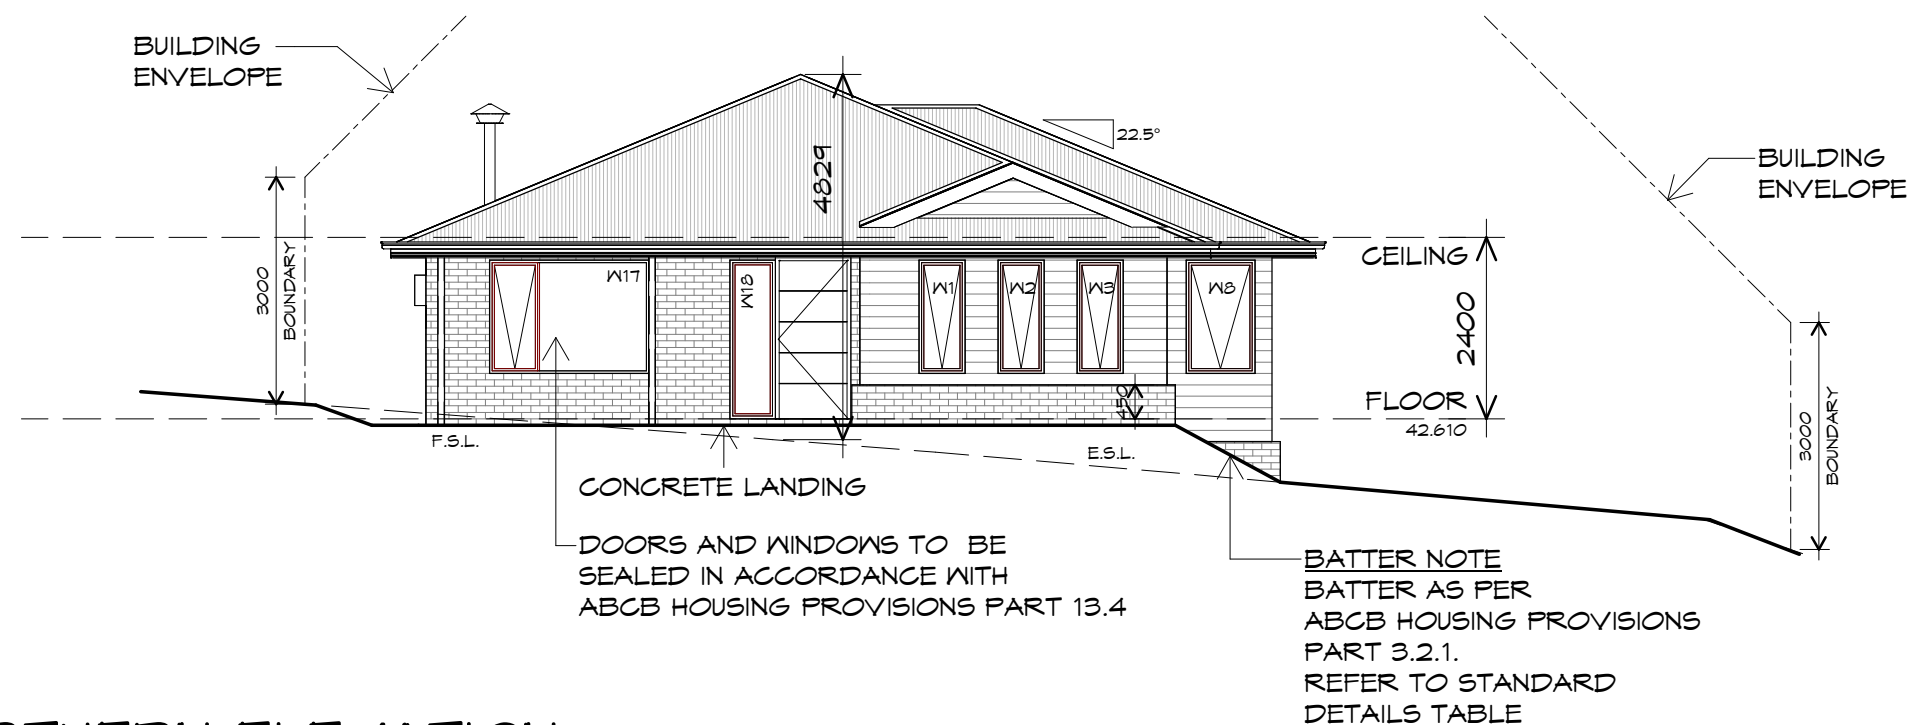 BUILDING
ENVELOPE
22.5°
BUILDING
ENVELOPE
4829
3000
BOUNDARY
CEILING
2400
FLOOR
42.610
W17
W18
W1
W2
W3
W8
450
3000
BOUNDARY
F.S.L.
E.S.L.
CONCRETE LANDING
DOORS AND WINDOWS TO BE
SEALED IN ACCORDANCE WITH
ABCB HOUSING PROVISIONS PART 13.4
BATTER NOTE
BATTER AS PER
ABCB HOUSING PROVISIONS
PART 3.2.1.
REFER TO STANDARD
DETAILS TABLE